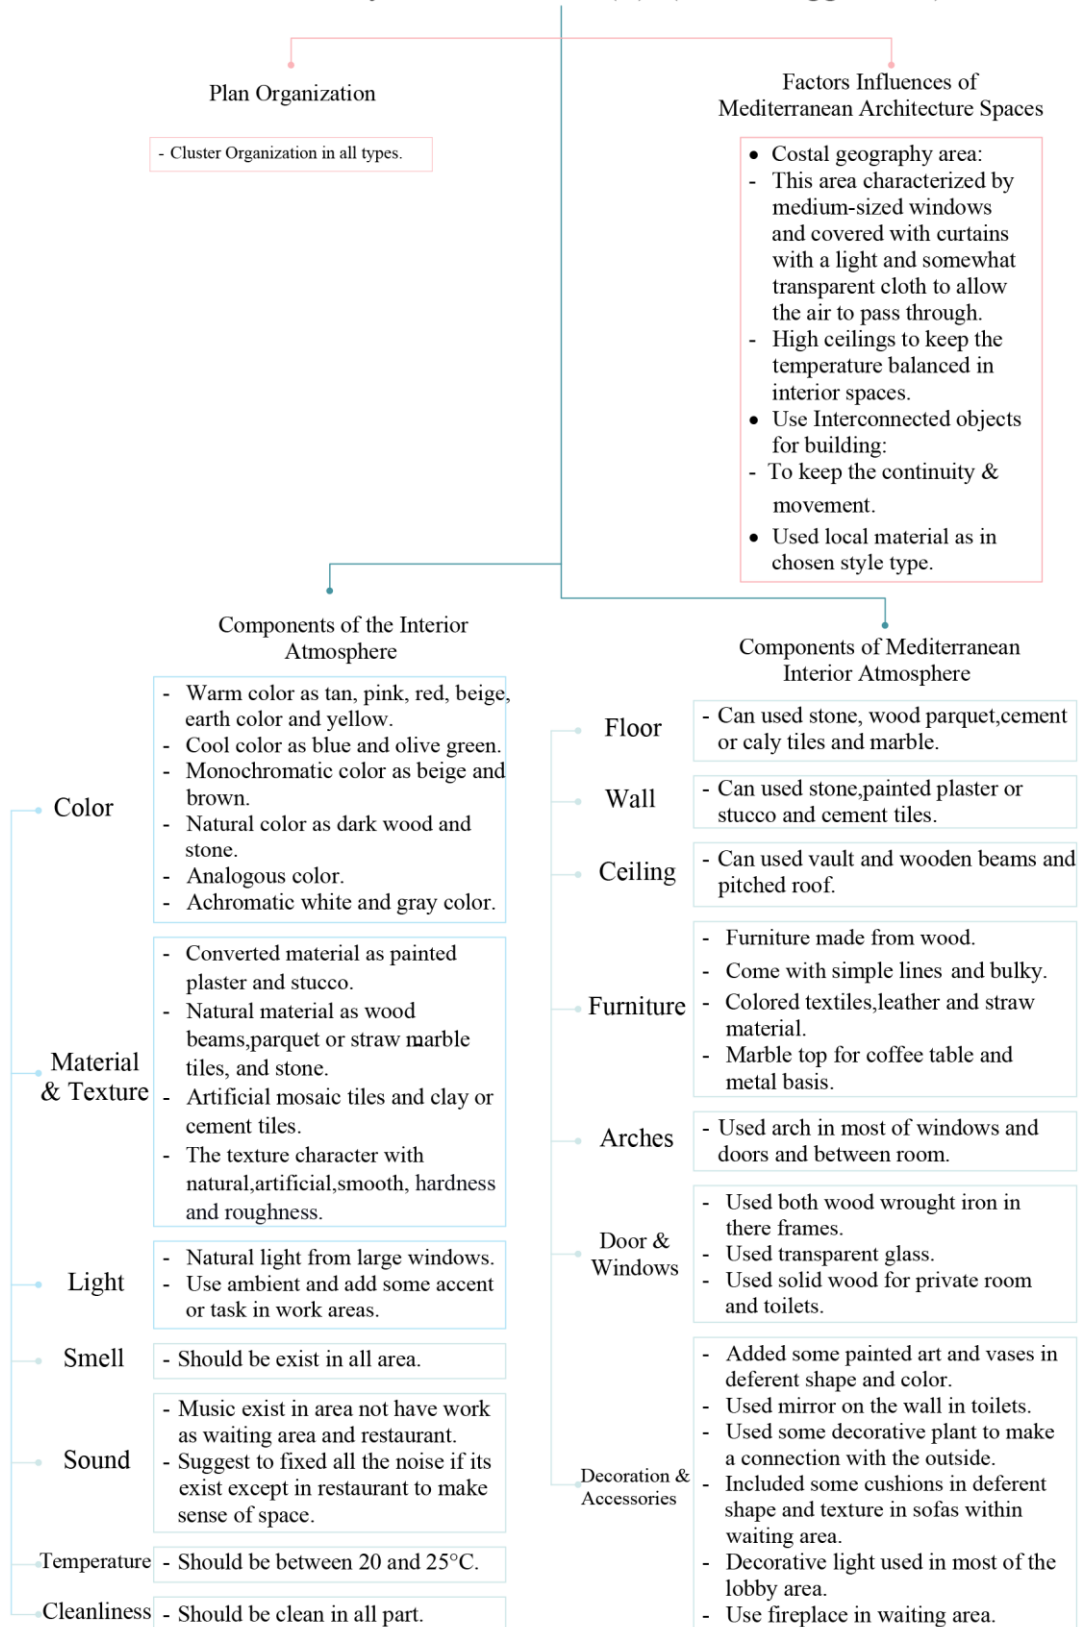 Plan Organization
- Cluster Organization in all types.
Factors Influences of
Mediterranean Architecture Spaces
• Costal geography area:
- This area characterized by
medium-sized windows
and covered with curtains
with a light and somewhat
transparent cloth to allow
the air to pass through.
- High ceilings to keep the
temperature balanced in
interior spaces.
• Use Interconnected objects
for building:
- To keep the continuity &
movement.
• Used local material as in
chosen style type.
Components of the Interior
Atmosphere
Color
- Warm color as tan, pink, red, beige,
earth color and yellow.
- Cool color as blue and olive green.
- Monochromatic color as beige and
brown.
- Natural color as dark wood and
stone.
- Analogous color.
- Achromatic white and gray color.
Material
& Texture
- Converted material as painted
plaster and stucco.
- Natural material as wood
beams,parquet or straw marble
tiles, and stone.
- Artificial mosaic tiles and clay or
cement tiles.
- The texture character with
natural,artificial,smooth, hardness
and roughness.
Light
- Natural light from large windows.
- Use ambient and add some accent
or task in work areas.
Smell
- Should be exist in all area.
Sound
- Music exist in area not have work
as waiting area and restaurant.
- Suggest to fixed all the noise if its
exist except in restaurant to make
sense of space.
Temperature
- Should be between 20 and 25°C.
Cleanliness
- Should be clean in all part.
Components of Mediterranean
Interior Atmosphere
Floor
- Can used stone, wood parquet,cement
or caly tiles and marble.
Wall
- Can used stone,painted plaster or
stucco and cement tiles.
Ceiling
- Can used vault and wooden beams and
pitched roof.
Furniture
- Furniture made from wood.
- Come with simple lines and bulky.
- Colored textiles,leather and straw
material.
- Marble top for coffee table and
metal basis.
Arches
- Used arch in most of windows and
doors and between room.
Door &
Windows
- Used both wood wrought iron in
there frames.
- Used transparent glass.
- Used solid wood for private room
and toilets.
Decoration &
Accessories
- Added some painted art and vases in
deferent shape and color.
- Used mirror on the wall in toilets.
- Used some decorative plant to make
a connection with the outside.
- Included some cushions in deferent
shape and texture in sofas within
waiting area.
- Decorative light used in most of the
lobby area.
- Use fireplace in waiting area.